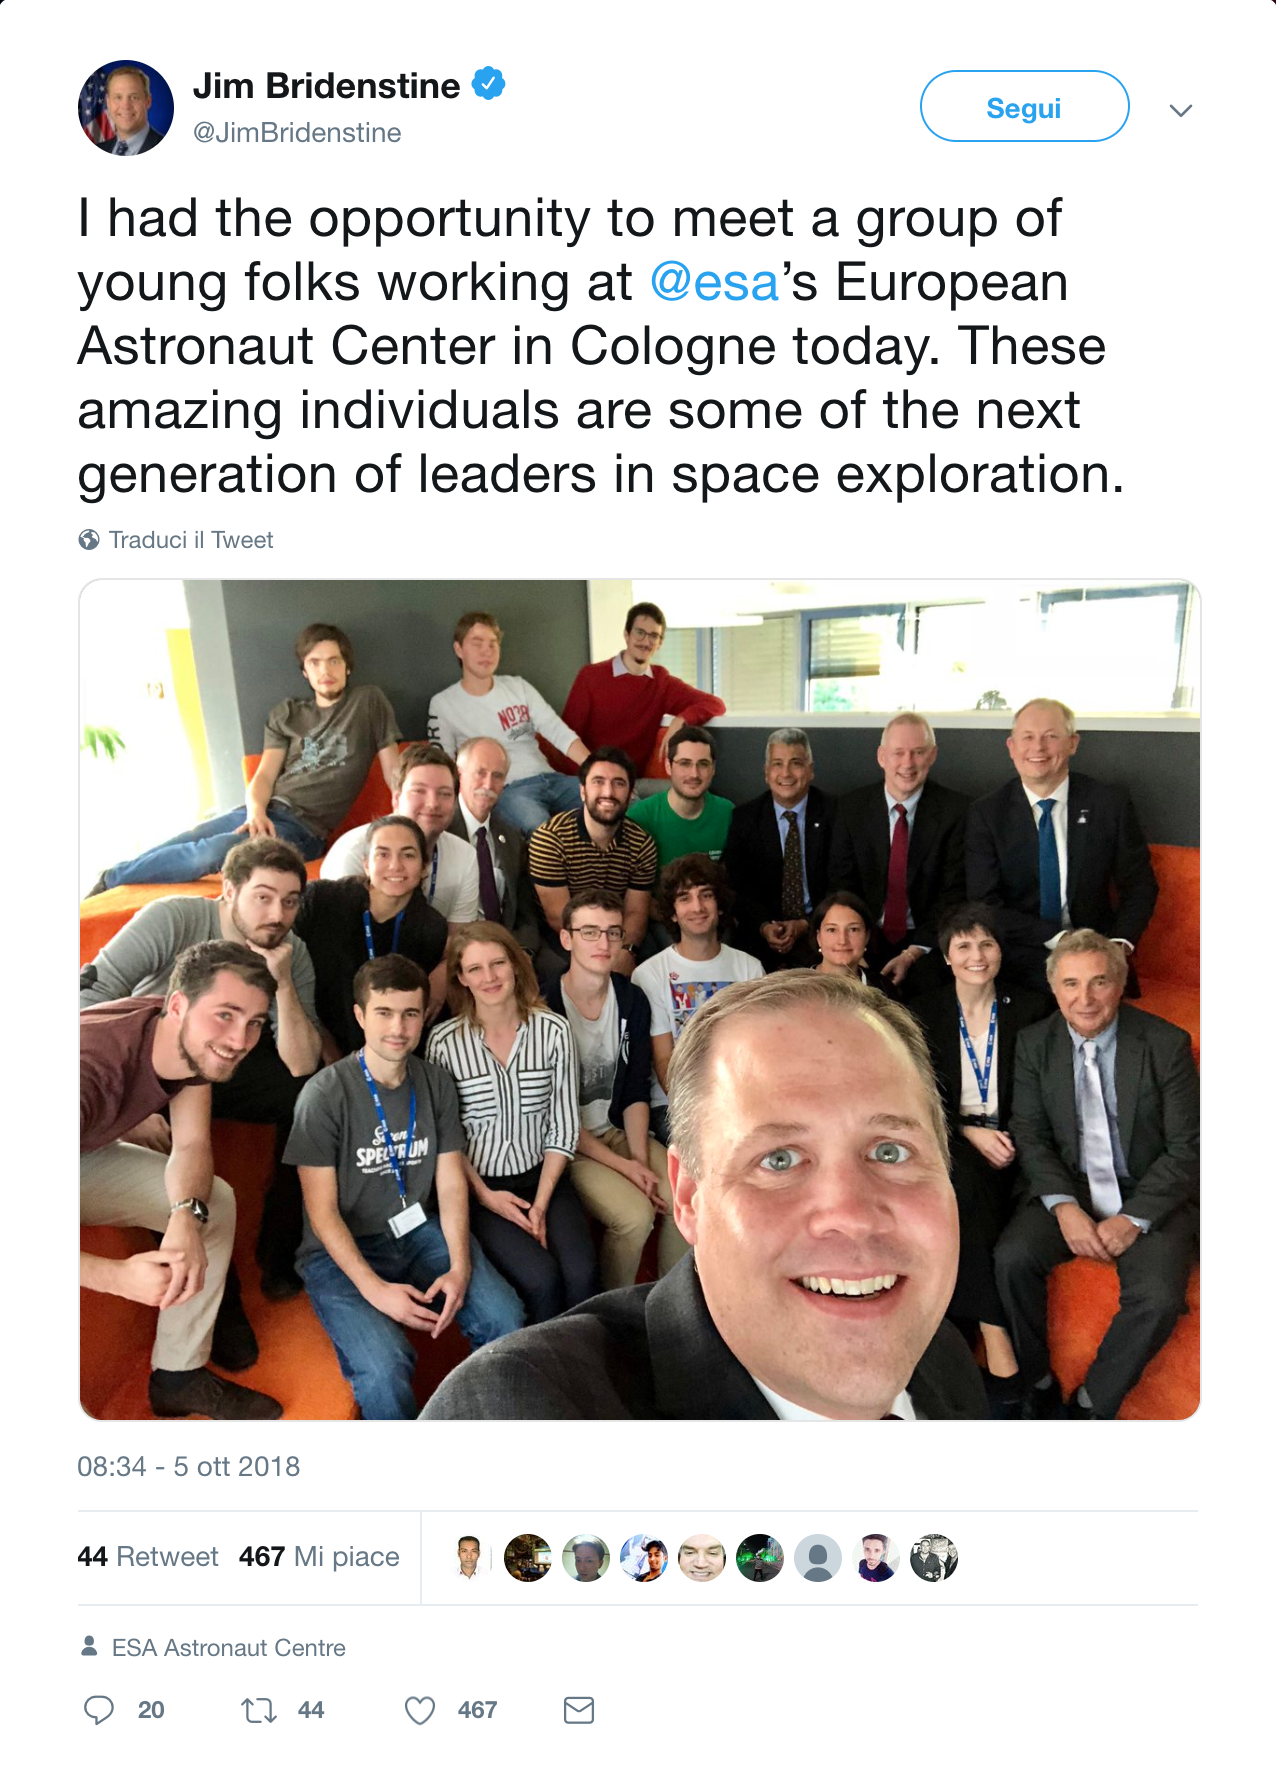 Jim Bridenstine
@JimBridenstine
Segui
I had the opportunity to meet a group of
young folks working at @esa’s European
Astronaut Center in Cologne today. These
amazing individuals are some of the next
generation of leaders in space exploration.
Traduci il Tweet
SPECTRUM
08:34 - 5 ott 2018
44 Retweet 467 Mi piace
ESA Astronaut Centre
20 44 467